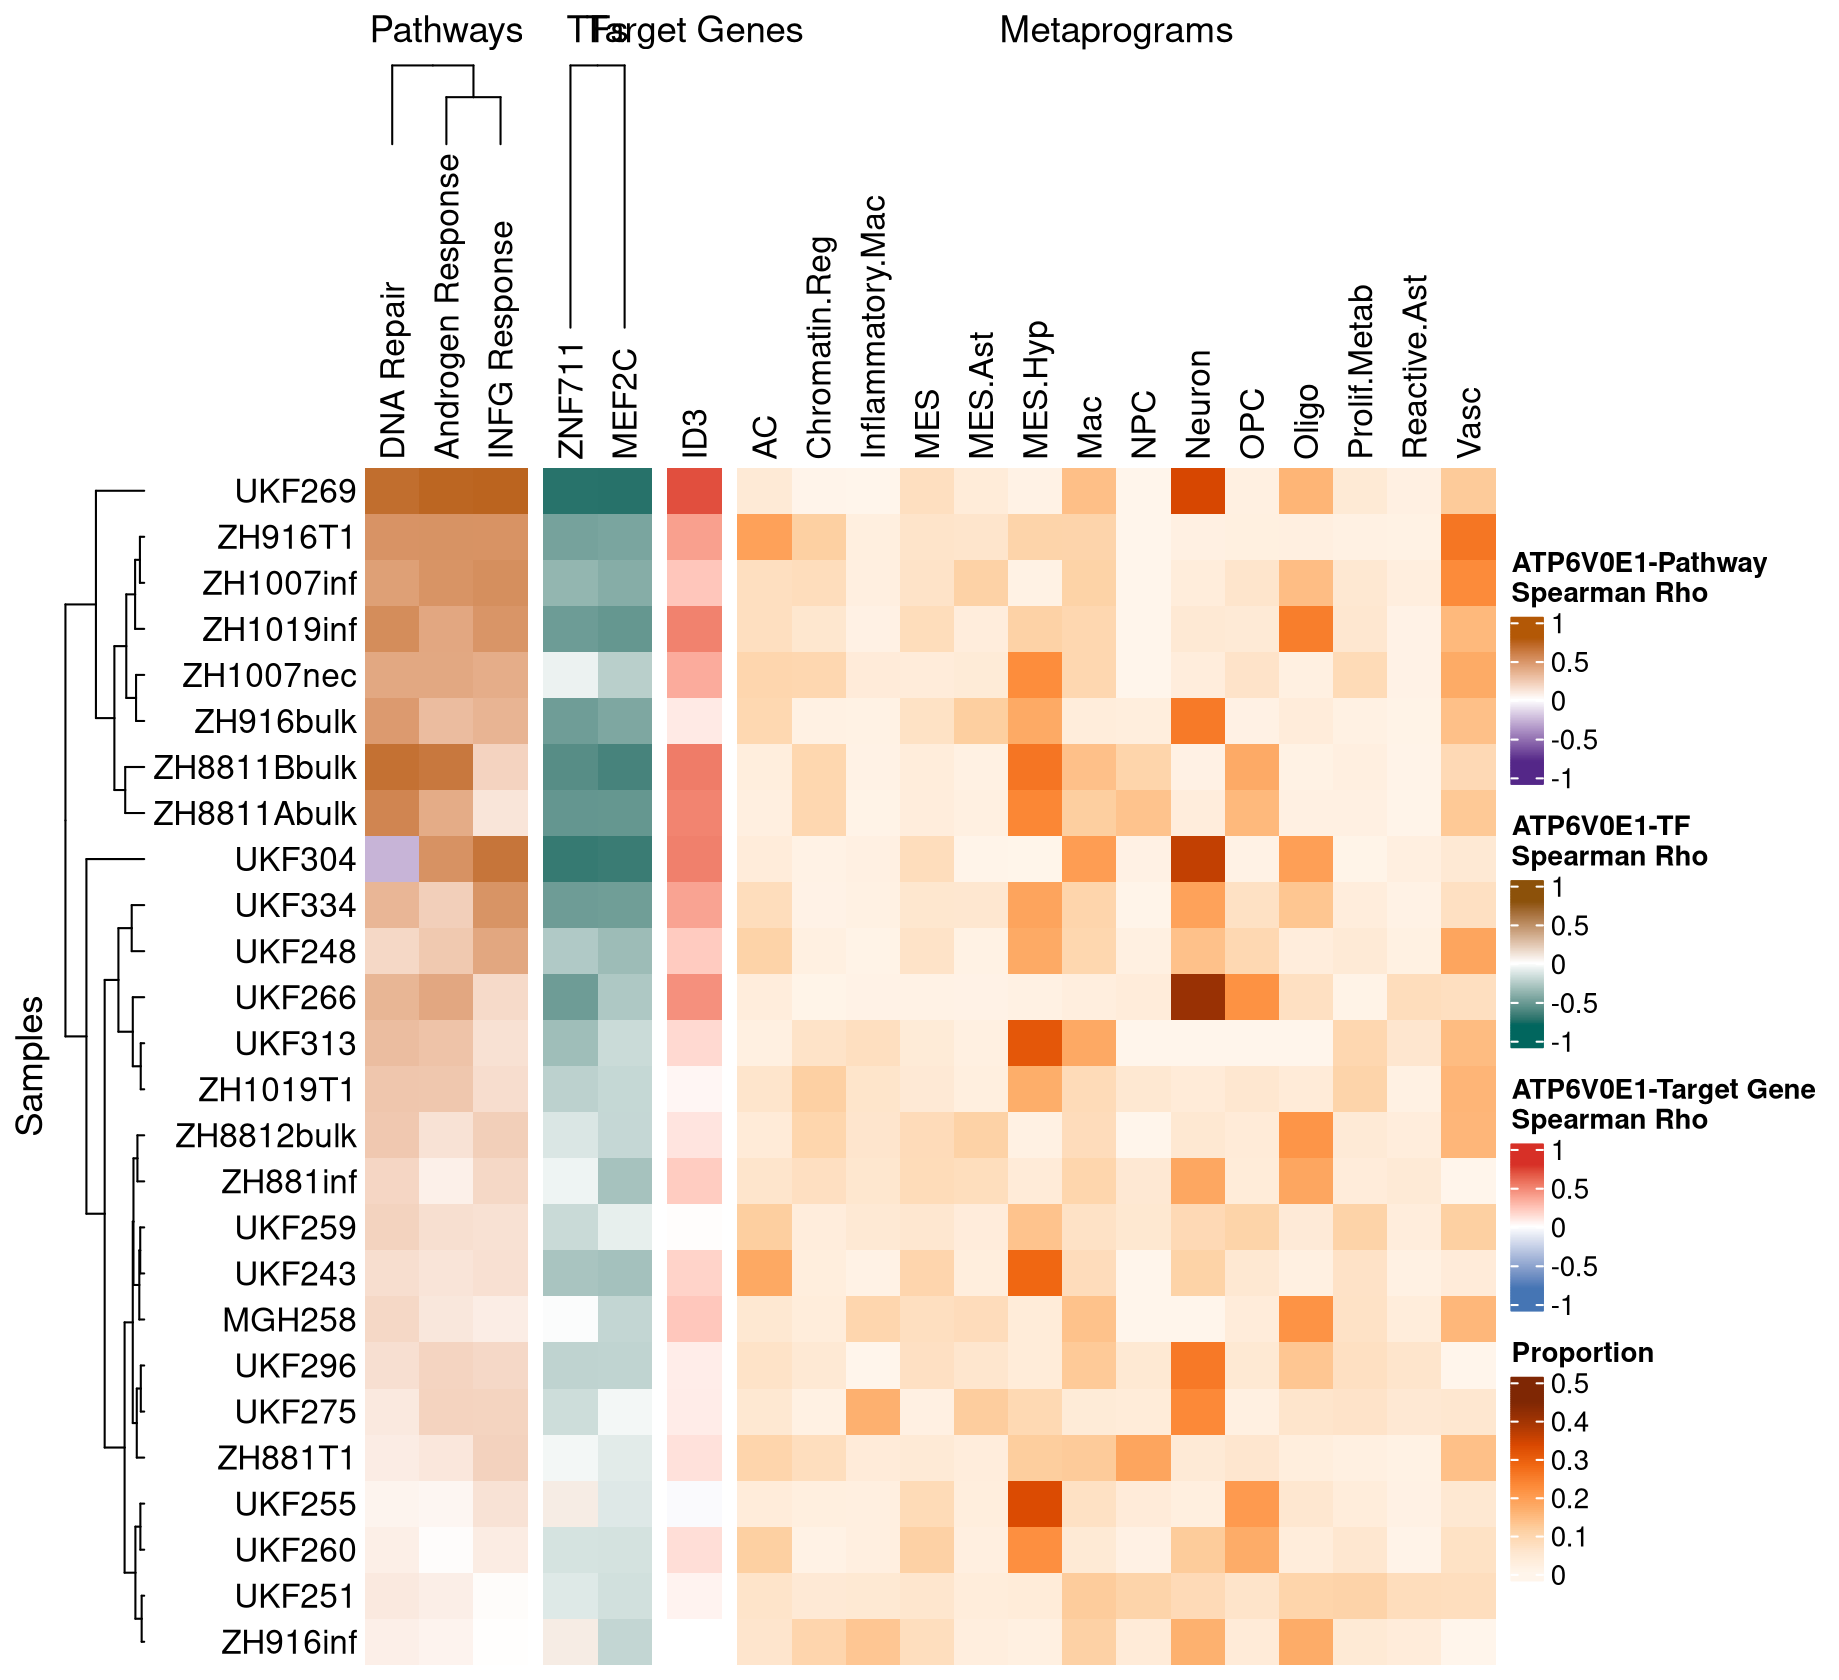 Pathways TFs Target Genes Metaprograms
DNA Repair
Androgen Response
INFG Response
ZNF711
MEF2C
ID3
AC
Chromatin.Reg
Inflammatory.Mac
MES
MES.Ast
MES.Hyp
Mac
NPC
Neuron
OPC
Oligo
Prolif.Metab
Reactive.Ast
Vasc
Samples
UKF269
ZH916T1
ZH1007inf
ZH1019inf
ZH1007nec
ZH916bulk
ZH8811Bbulk
ZH8811Abulk
UKF304
UKF334
UKF248
UKF266
UKF313
ZH1019T1
ZH8812bulk
ZH881inf
UKF259
UKF243
MGH258
UKF296
UKF275
ZH881T1
UKF255
UKF260
UKF251
ZH916inf
ATP6V0E1-Pathway
Spearman Rho
1
0.5
0
-0.5
-1
ATP6V0E1-TF
Spearman Rho
1
0.5
0
-0.5
-1
ATP6V0E1-Target Gene
Spearman Rho
1
0.5
0
-0.5
-1
Proportion
0.5
0.4
0.3
0.2
0.1
0